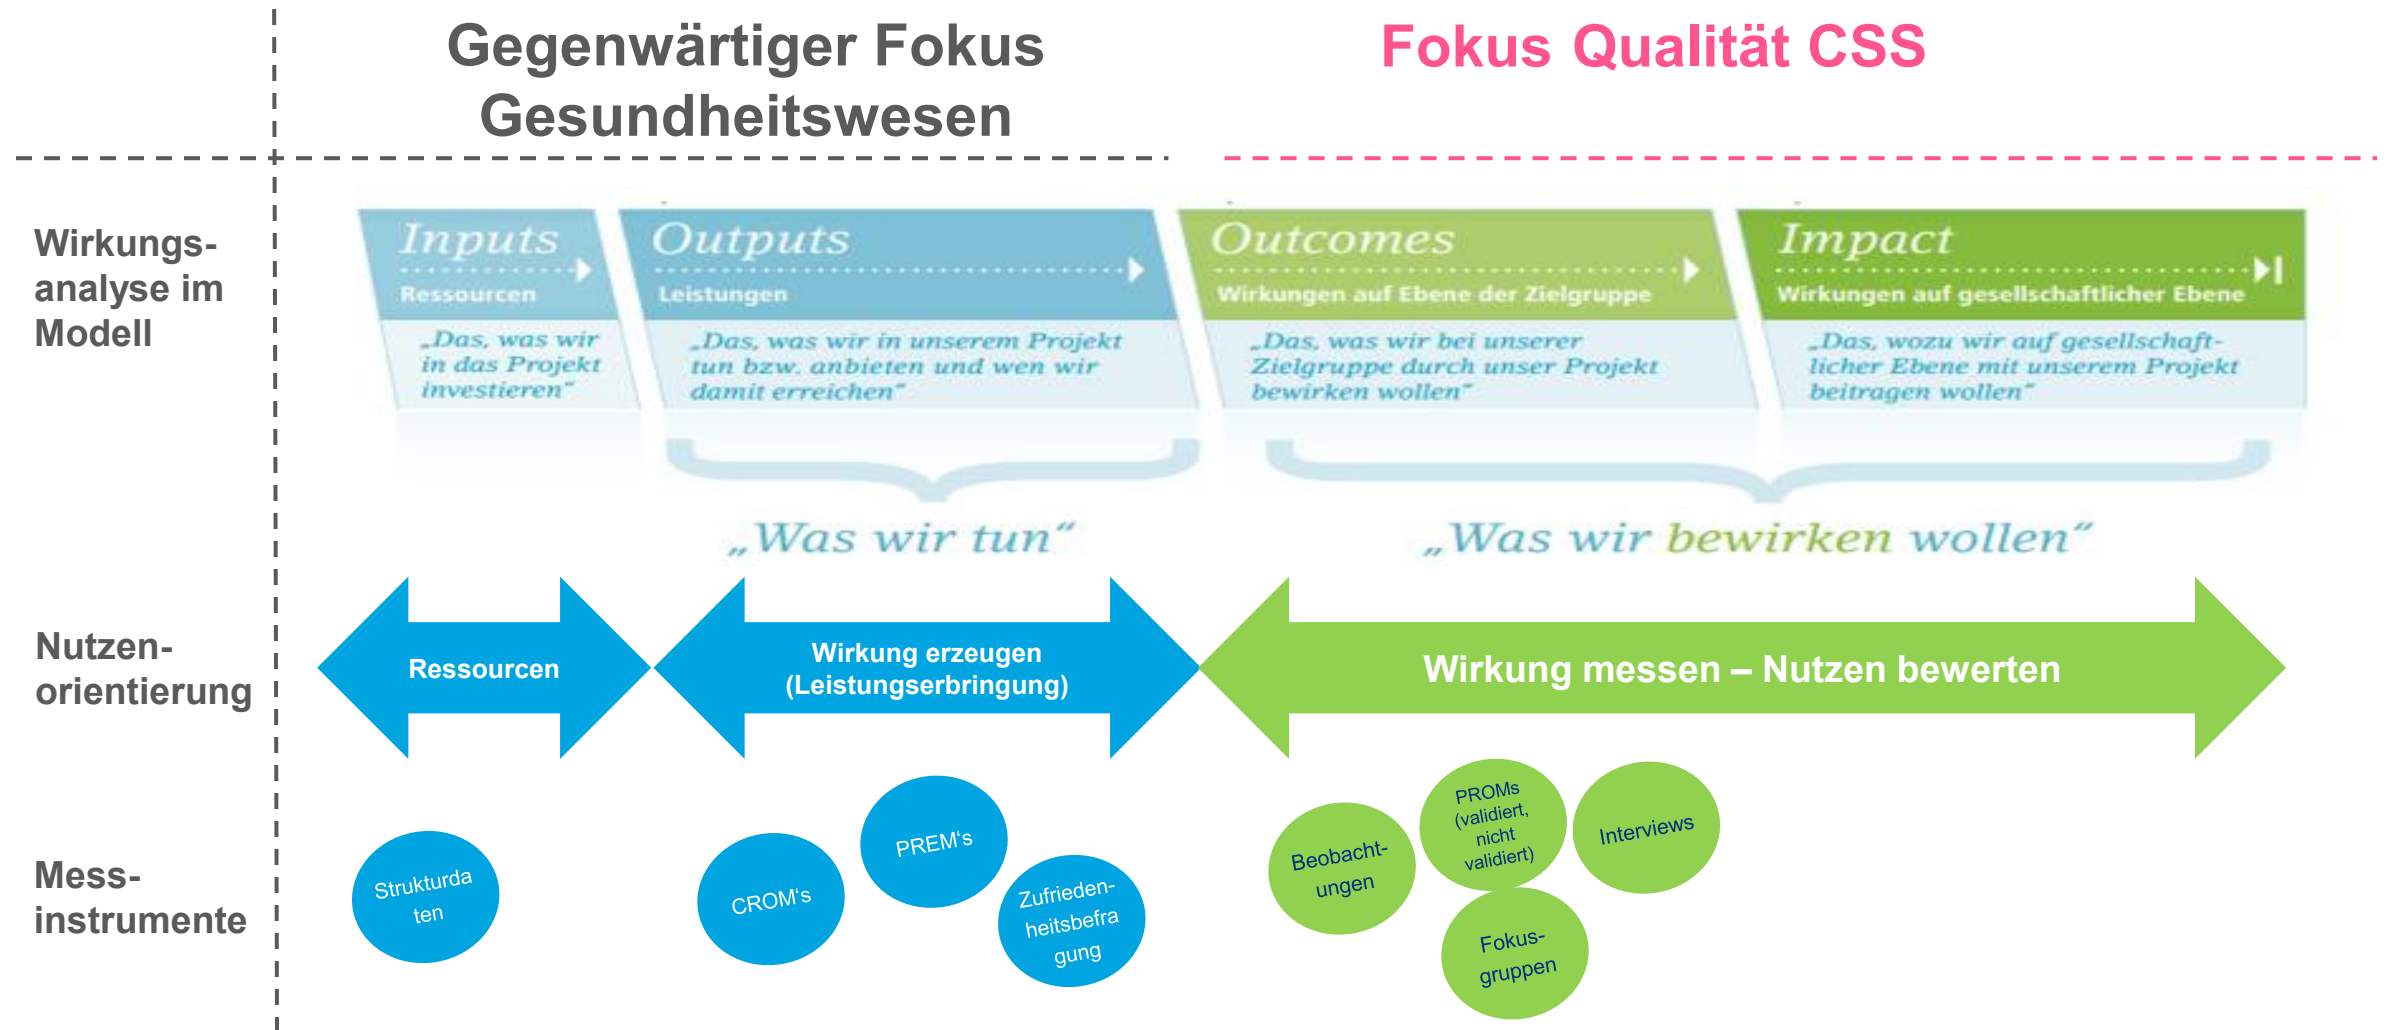 Gegenwärtiger Fokus
Gesundheitswesen
Fokus Qualität CSS
Wirkungs-
analyse im
Modell
Inputs
Ressourcen
„Das, was wir
in das Projekt
investieren“
Outputs
Leistungen
„Das, was wir in unserem Projekt
tun bzw. anbieten und wen wir
damit erreichen“
Outcomes
Wirkungen auf Ebene der Zielgruppe
„Das, was wir bei unserer
Zielgruppe durch unser Projekt
bewirken wollen“
Impact
Wirkungen auf gesellschaftlicher Ebene
„Das, wozu wir auf gesellschaft-
licher Ebene mit unserem Projekt
beitragen wollen“
„Was wir tun“
„Was wir bewirken wollen“
Nutzen-
orientierung
Ressourcen
Wirkung erzeugen
(Leistungserbringung)
Wirkung messen – Nutzen bewerten
Mess-
instrumente
Strukturda
ten
CROM‘s
PREM‘s
Zufrieden-
heitsbefra
gung
Beobacht-
ungen
PROMs
(validiert,
nicht
validiert)
Interviews
Fokus-
gruppen